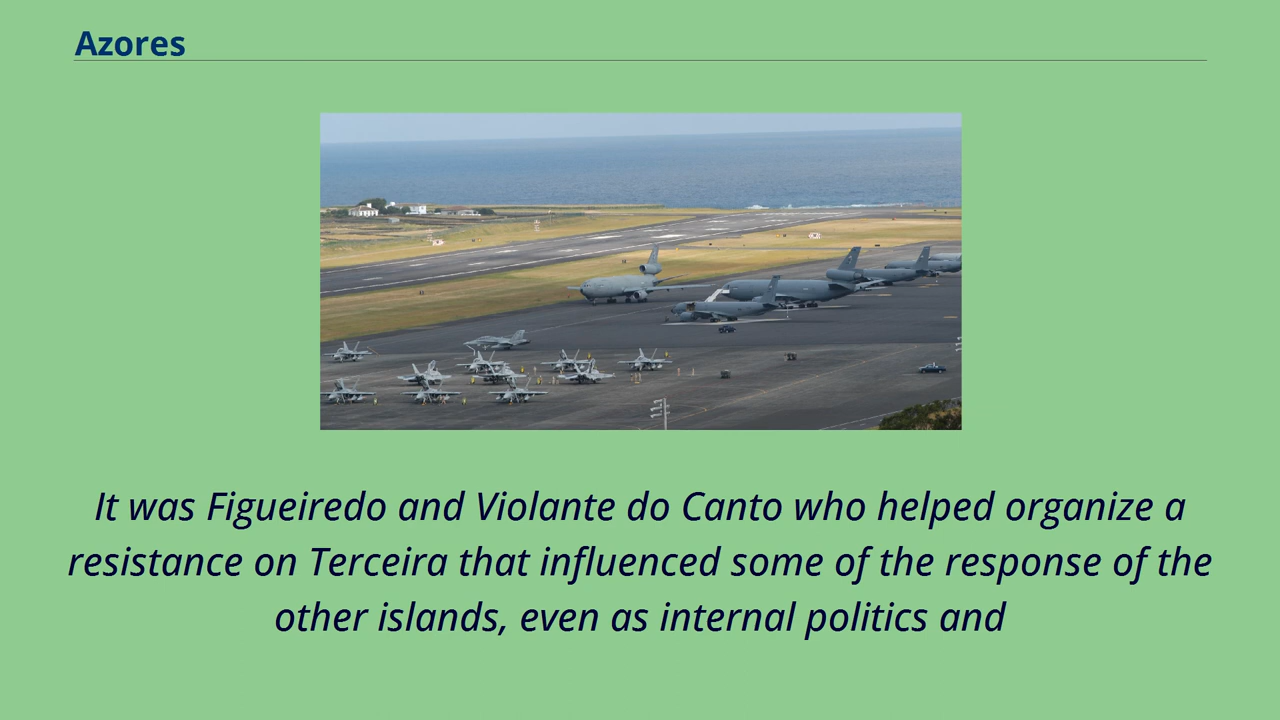 Azores
It was Figueiredo and Violante do Canto who helped organize a
resistance on Terceira that influenced some of the response of the
other islands, even as internal politics and